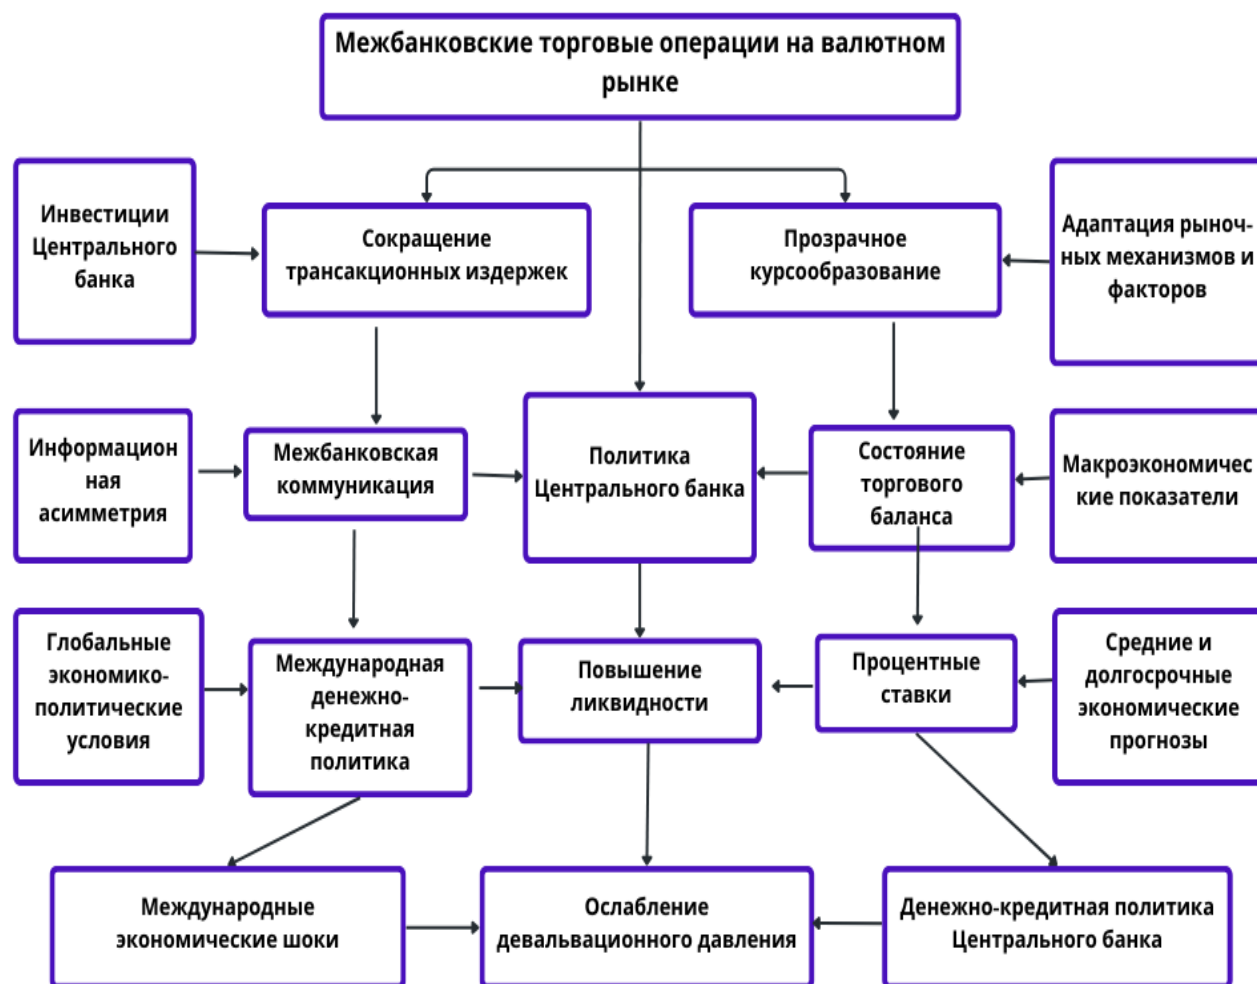 Межбанковские торговые операции на валютном
рынке
Инвестиции
Центрального
банка
Сокращение
трансакционных издержек
Прозрачное
курсообразование
Адаптация рыноч-
ных механизмов и
факторов
Информацион
ная
асимметрия
Межбанковская
коммуникация
Политика
Центрального банка
Состояние
торгового
баланса
Макроэкономичес
кие показатели
Глобальные
экономико-
политические
условия
Международная
денежно-
кредитная
политика
Повышение
ликвидности
Процентные
ставки
Средние и
долгосрочные
экономические
прогнозы
Международные
экономические шоки
Ослабление
девальвационного давления
Денежно-кредитная политика
Центрального банка